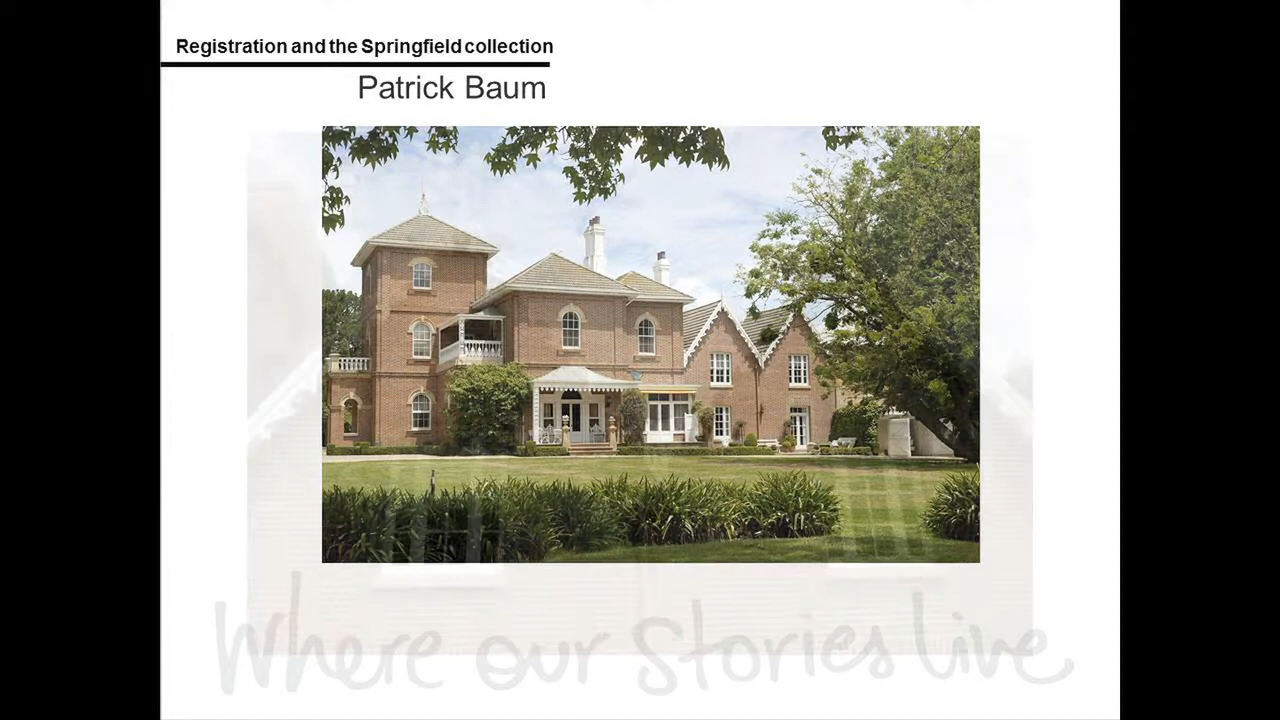 Registration and the Springfield collection
Patrick Baum
Where our Stories Live